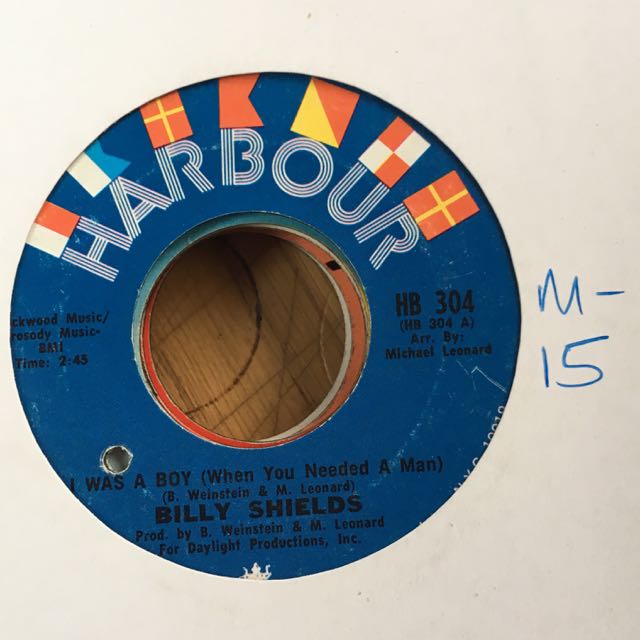 HARBOUR
HB 304
(HB 304 A)
Arr. By:
Michael Leonard
ckwood Music/
rosody Music-
BMI
Time: 2:45
I WAS A BOY (When You Needed A Man)
(B. Weinstein & M. Leonard)
BILLY SHIELDS
Prod. by B. Weinstein & M. Leonard
For Daylight Productions, Inc.
M-
15